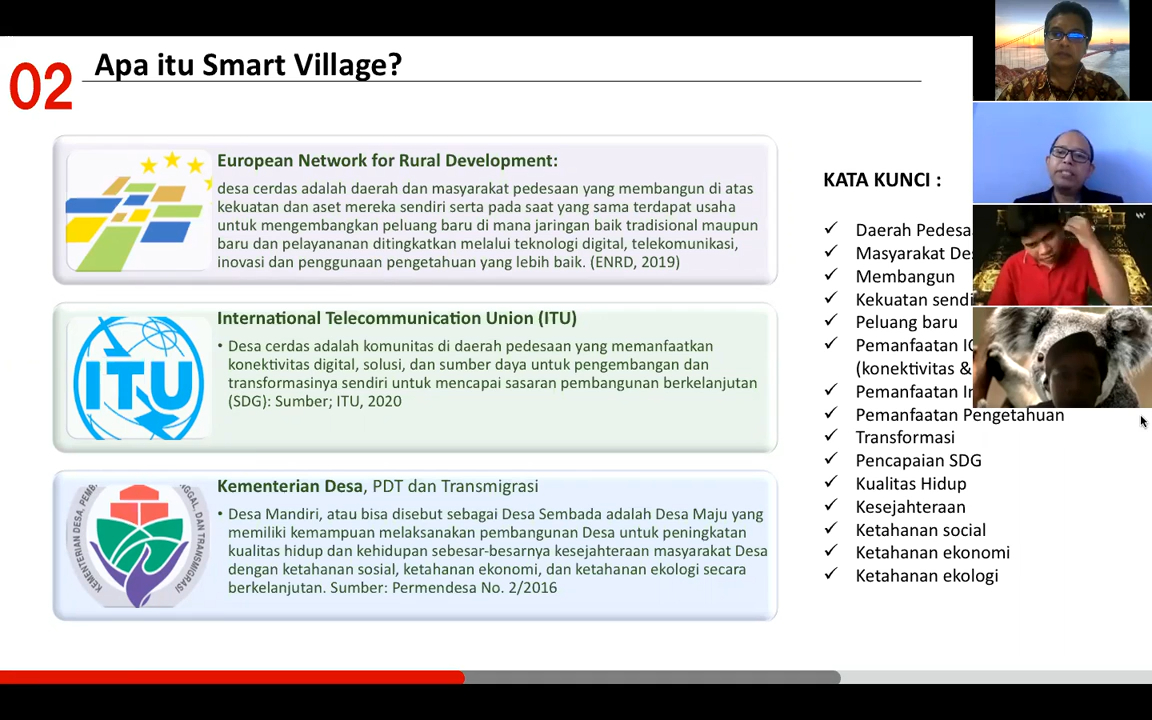 02
Apa itu Smart Village?
European Network for Rural Development:
desa cerdas adalah daerah dan masyarakat pedesaan yang membangun di atas
kekuatan dan aset mereka sendiri serta pada saat yang sama terdapat usaha
untuk mengembangkan peluang baru di mana jaringan baik tradisional maupun
baru dan pelayananan ditingkatkan melalui teknologi digital, telekomunikasi,
inovasi dan penggunaan pengetahuan yang lebih baik. (ENRD, 2019)
ITU
International Telecommunication Union (ITU)
• Desa cerdas adalah komunitas di daerah pedesaan yang memanfaatkan
konektivitas digital, solusi, dan sumber daya untuk pengembangan dan
transformasinya sendiri untuk mencapai sasaran pembangunan berkelanjutan
(SDG): Sumber; ITU, 2020
KEMENTERIAN DESA, DAN TRANSMIGRASI
Kementerian Desa, PDT dan Transmigrasi
• Desa Mandiri, atau bisa disebut sebagai Desa Sembada adalah Desa Maju yang
memiliki kemampuan melaksanakan pembangunan Desa untuk peningkatan
kualitas hidup dan kehidupan sebesar-besarnya kesejahteraan masyarakat Desa
dengan ketahanan sosial, ketahanan ekonomi, dan ketahanan ekologi secara
berkelanjutan. Sumber: Permendesa No. 2/2016
KATA KUNCI :
✓ Daerah
✓ Masyarakat
✓ Membangun
✓ Kekuatan
✓ Peluang baru
✓ Pemanfaatan
(konektivitas &
✓ Pemanfaatan
✓ Pemanfaatan Pengetahuan
✓ Transformasi
✓ Pencapaian SDG
✓ Kualitas Hidup
✓ Kesejahteraan
✓ Ketahanan social
✓ Ketahanan ekonomi
✓ Ketahanan ekologi